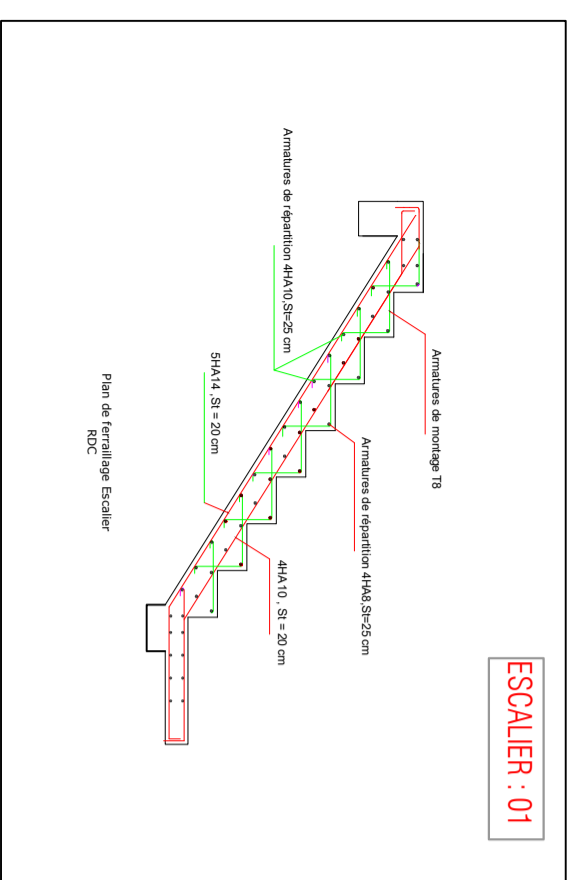 ESCALIER : 01
Armatures de montage T8
Armatures de répartition 4HA8,St=25 cm
4HA10 , St = 20 cm
Armatures de répartition 4HA10,St=25 cm
5HA14 ,St = 20 cm
Plan de ferraillage Escalier
RDC